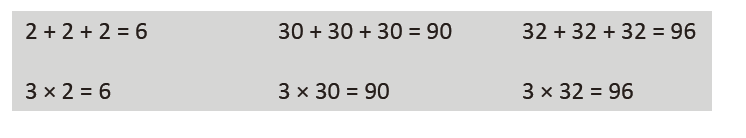 2 + 2 + 2 = 6 30 + 30 + 30 = 90 32 + 32 + 32 = 96
3 × 2 = 6 3 × 30 = 90 3 × 32 = 96